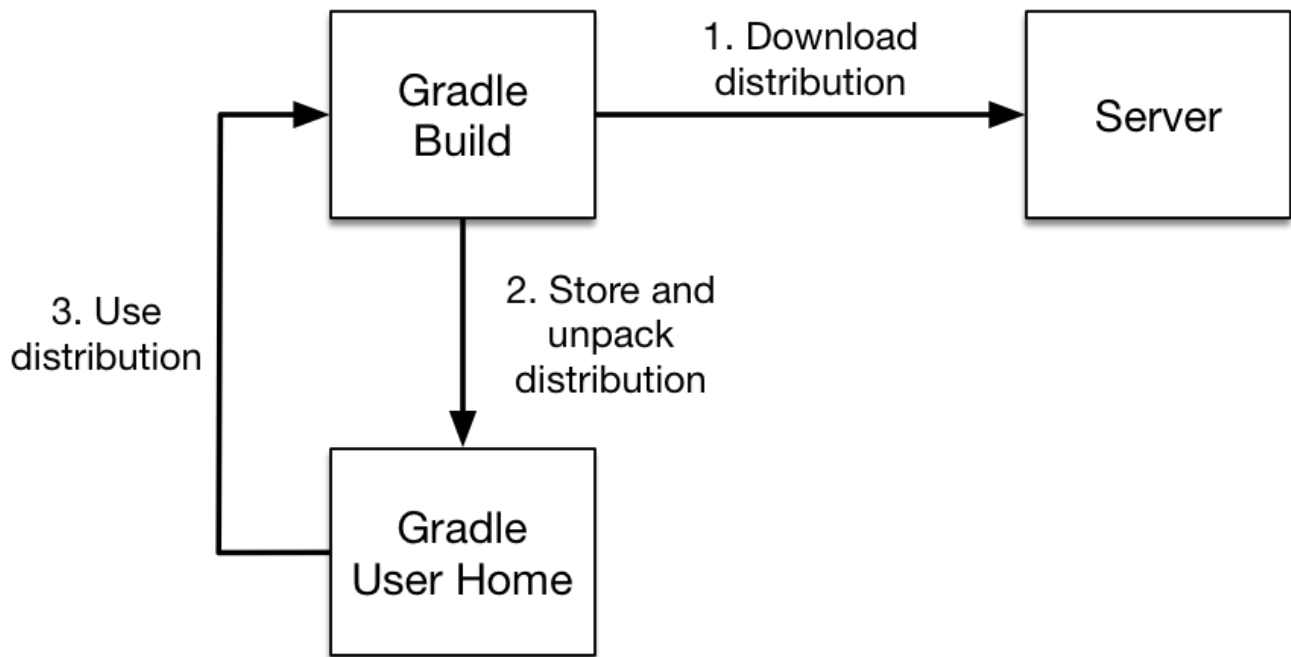 Gradle
Build
1. Download
distribution
Server
2. Store and
unpack
distribution
3. Use
distribution
Gradle
User Home